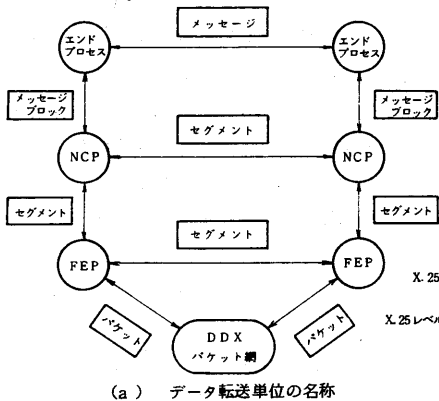 メッセージ
エンド
プロセス
エンド
プロセス
メッセージ
ブロック
メッセージ
ブロック
セグメント
NCP
NCP
セグメント
セグメント
セグメント
FEP
FEP
X.25
パケット
パケット
X.25レベル
DDX
パケット網
(a) データ転送単位の名称